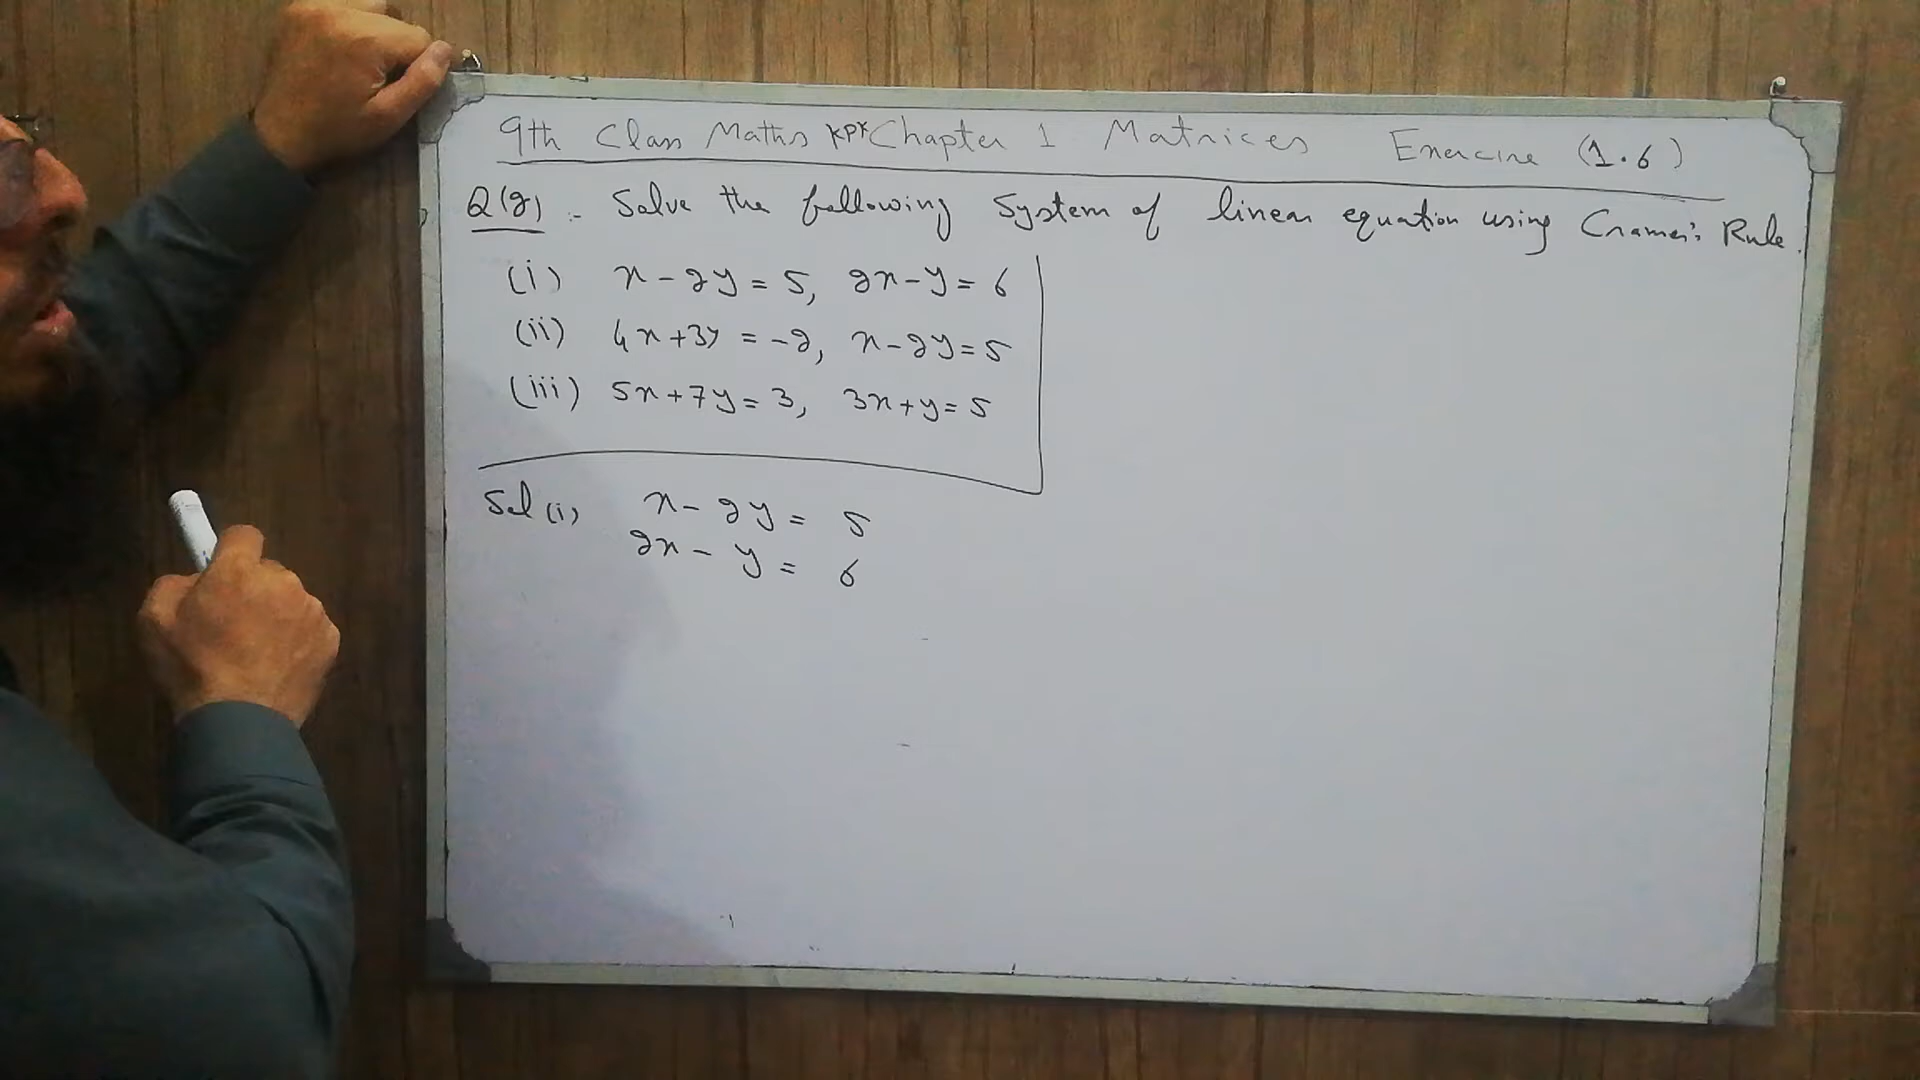 9th Class Maths KPK Chapter 1 Matrices Exercise (1.6)
Q(2) :- Solve the following System of linear equation using Cramer's Rule.
(i) x - 2y = 5, 2x - y = 6
(ii) 4x + 3y = -2, x - 2y = 5
(iii) 5x + 7y = 3, 3x + y = 5
Sol (i) x - 2y = 5
2x - y = 6